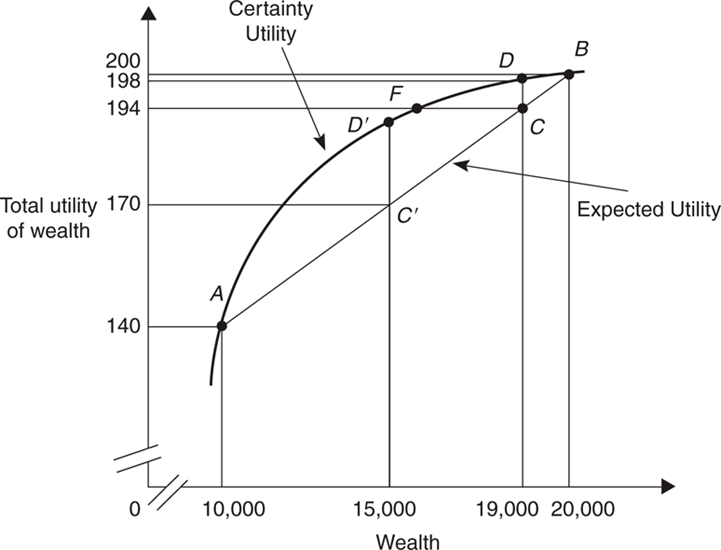 Certainty
Utility
200
198
194
170
140
Total utility
of wealth
D
B
F
D′
C
C′
A
Expected Utility
0
10,000
15,000
19,000
20,000
Wealth